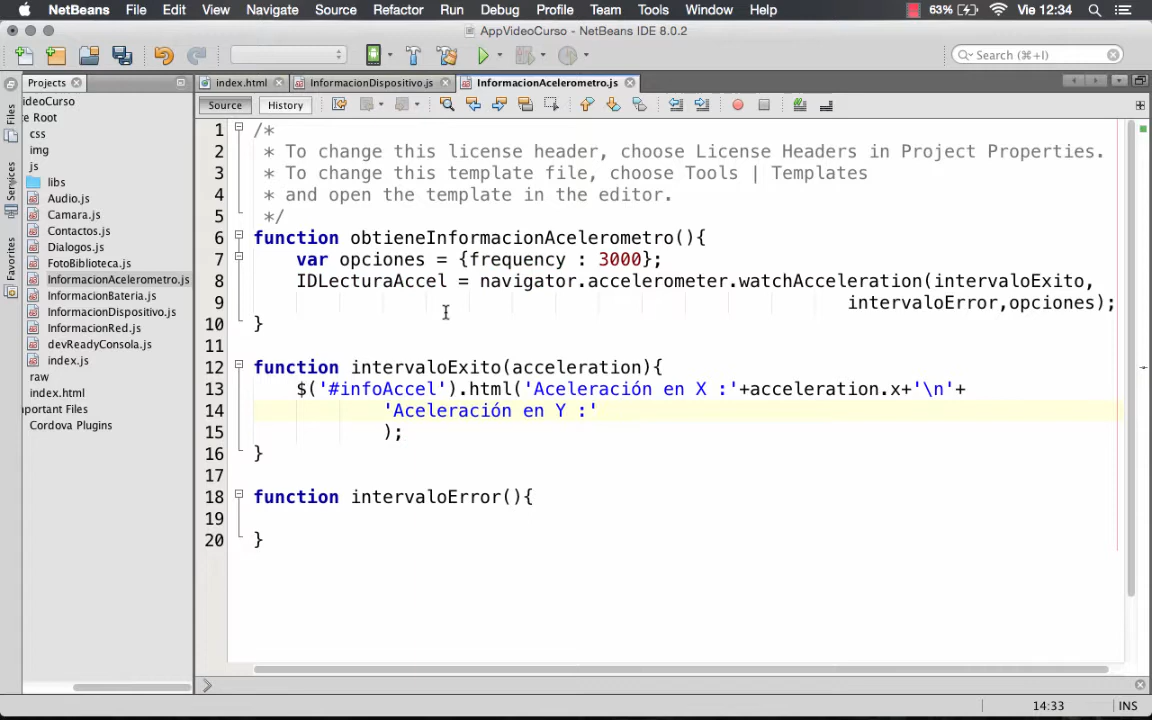 NetBeans File Edit View Navigate Source Refactor Run Debug Profile Team Tools Window Help 63% Vie 12:34
AppVideoCurso - NetBeans IDE 8.0.2
Search (⌘+I)
Projects index.html InformacionDispositivo.js InformacionAcelerometro.js
Source History
Files
Services
Favorites
ideoCurso
e Root
css
img
js
libs
Audio.js
Camara.js
Contactos.js
Dialogos.js
FotoBiblioteca.js
InformacionAcelerometro.js
InformacionBateria.js
InformacionDispositivo.js
InformacionRed.js
devReadyConsola.js
index.js
raw
index.html
mportant Files
Cordova Plugins
1 /*
2 * To change this license header, choose License Headers in Project Properties.
3 * To change this template file, choose Tools | Templates
4 * and open the template in the editor.
5 */
6 function obtieneInformacionAcelerometro(){
7 var opciones = {frequency : 3000};
8 IDLecturaAccel = navigator.accelerometer.watchAcceleration(intervaloExito,
9 intervaloError,opciones);
10 }
11
12 function intervaloExito(acceleration){
13 $('#infoAccel').html('Aceleración en X :'+acceleration.x+'\n'+
14 'Aceleración en Y :'
15 );
16 }
17
18 function intervaloError(){
19
20 }
14:33 INS